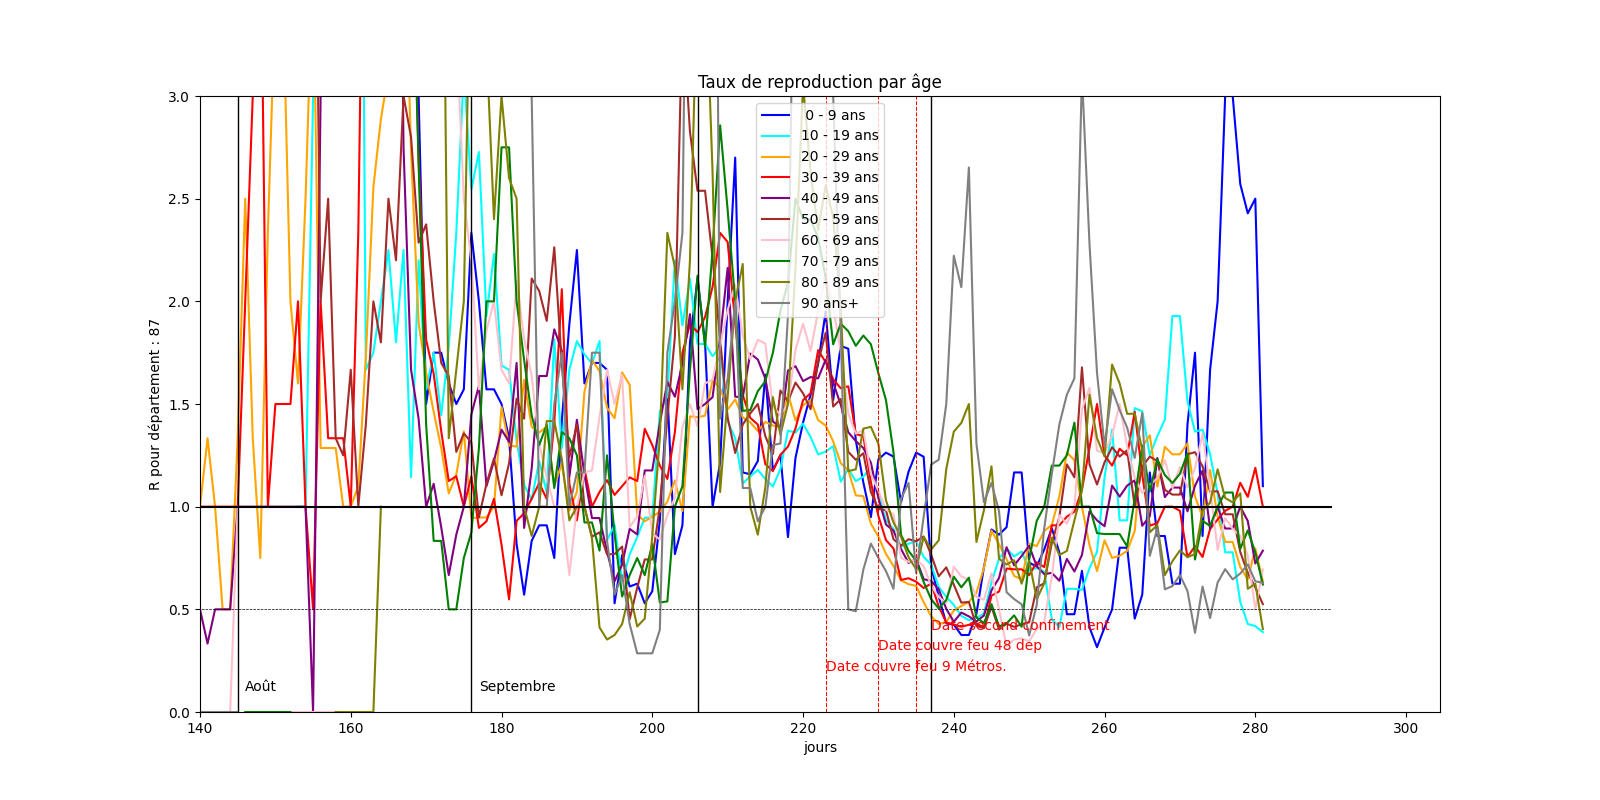 Taux de reproduction par âge
3.0
2.5
2.0
1.5
1.0
0.5
0.0
R pour département : 87
0 - 9 ans
10 - 19 ans
20 - 29 ans
30 - 39 ans
40 - 49 ans
50 - 59 ans
60 - 69 ans
70 - 79 ans
80 - 89 ans
90 ans+
Date second confinement
Date couvre feu 48 dep
Date couvre feu 9 Métros.
Août
Septembre
140 160 180 200 220 240 260 280 300
jours